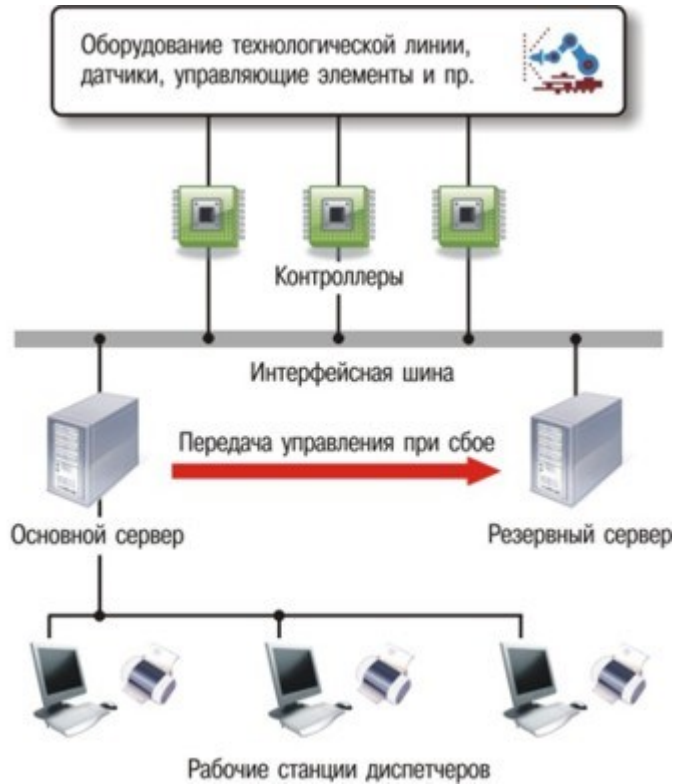 Оборудование технологической линии,
датчики, управляющие элементы и пр.
Контроллеры
Интерфейсная шина
Передача управления при сбое
Основной сервер
Резервный сервер
Рабочие станции диспетчеров